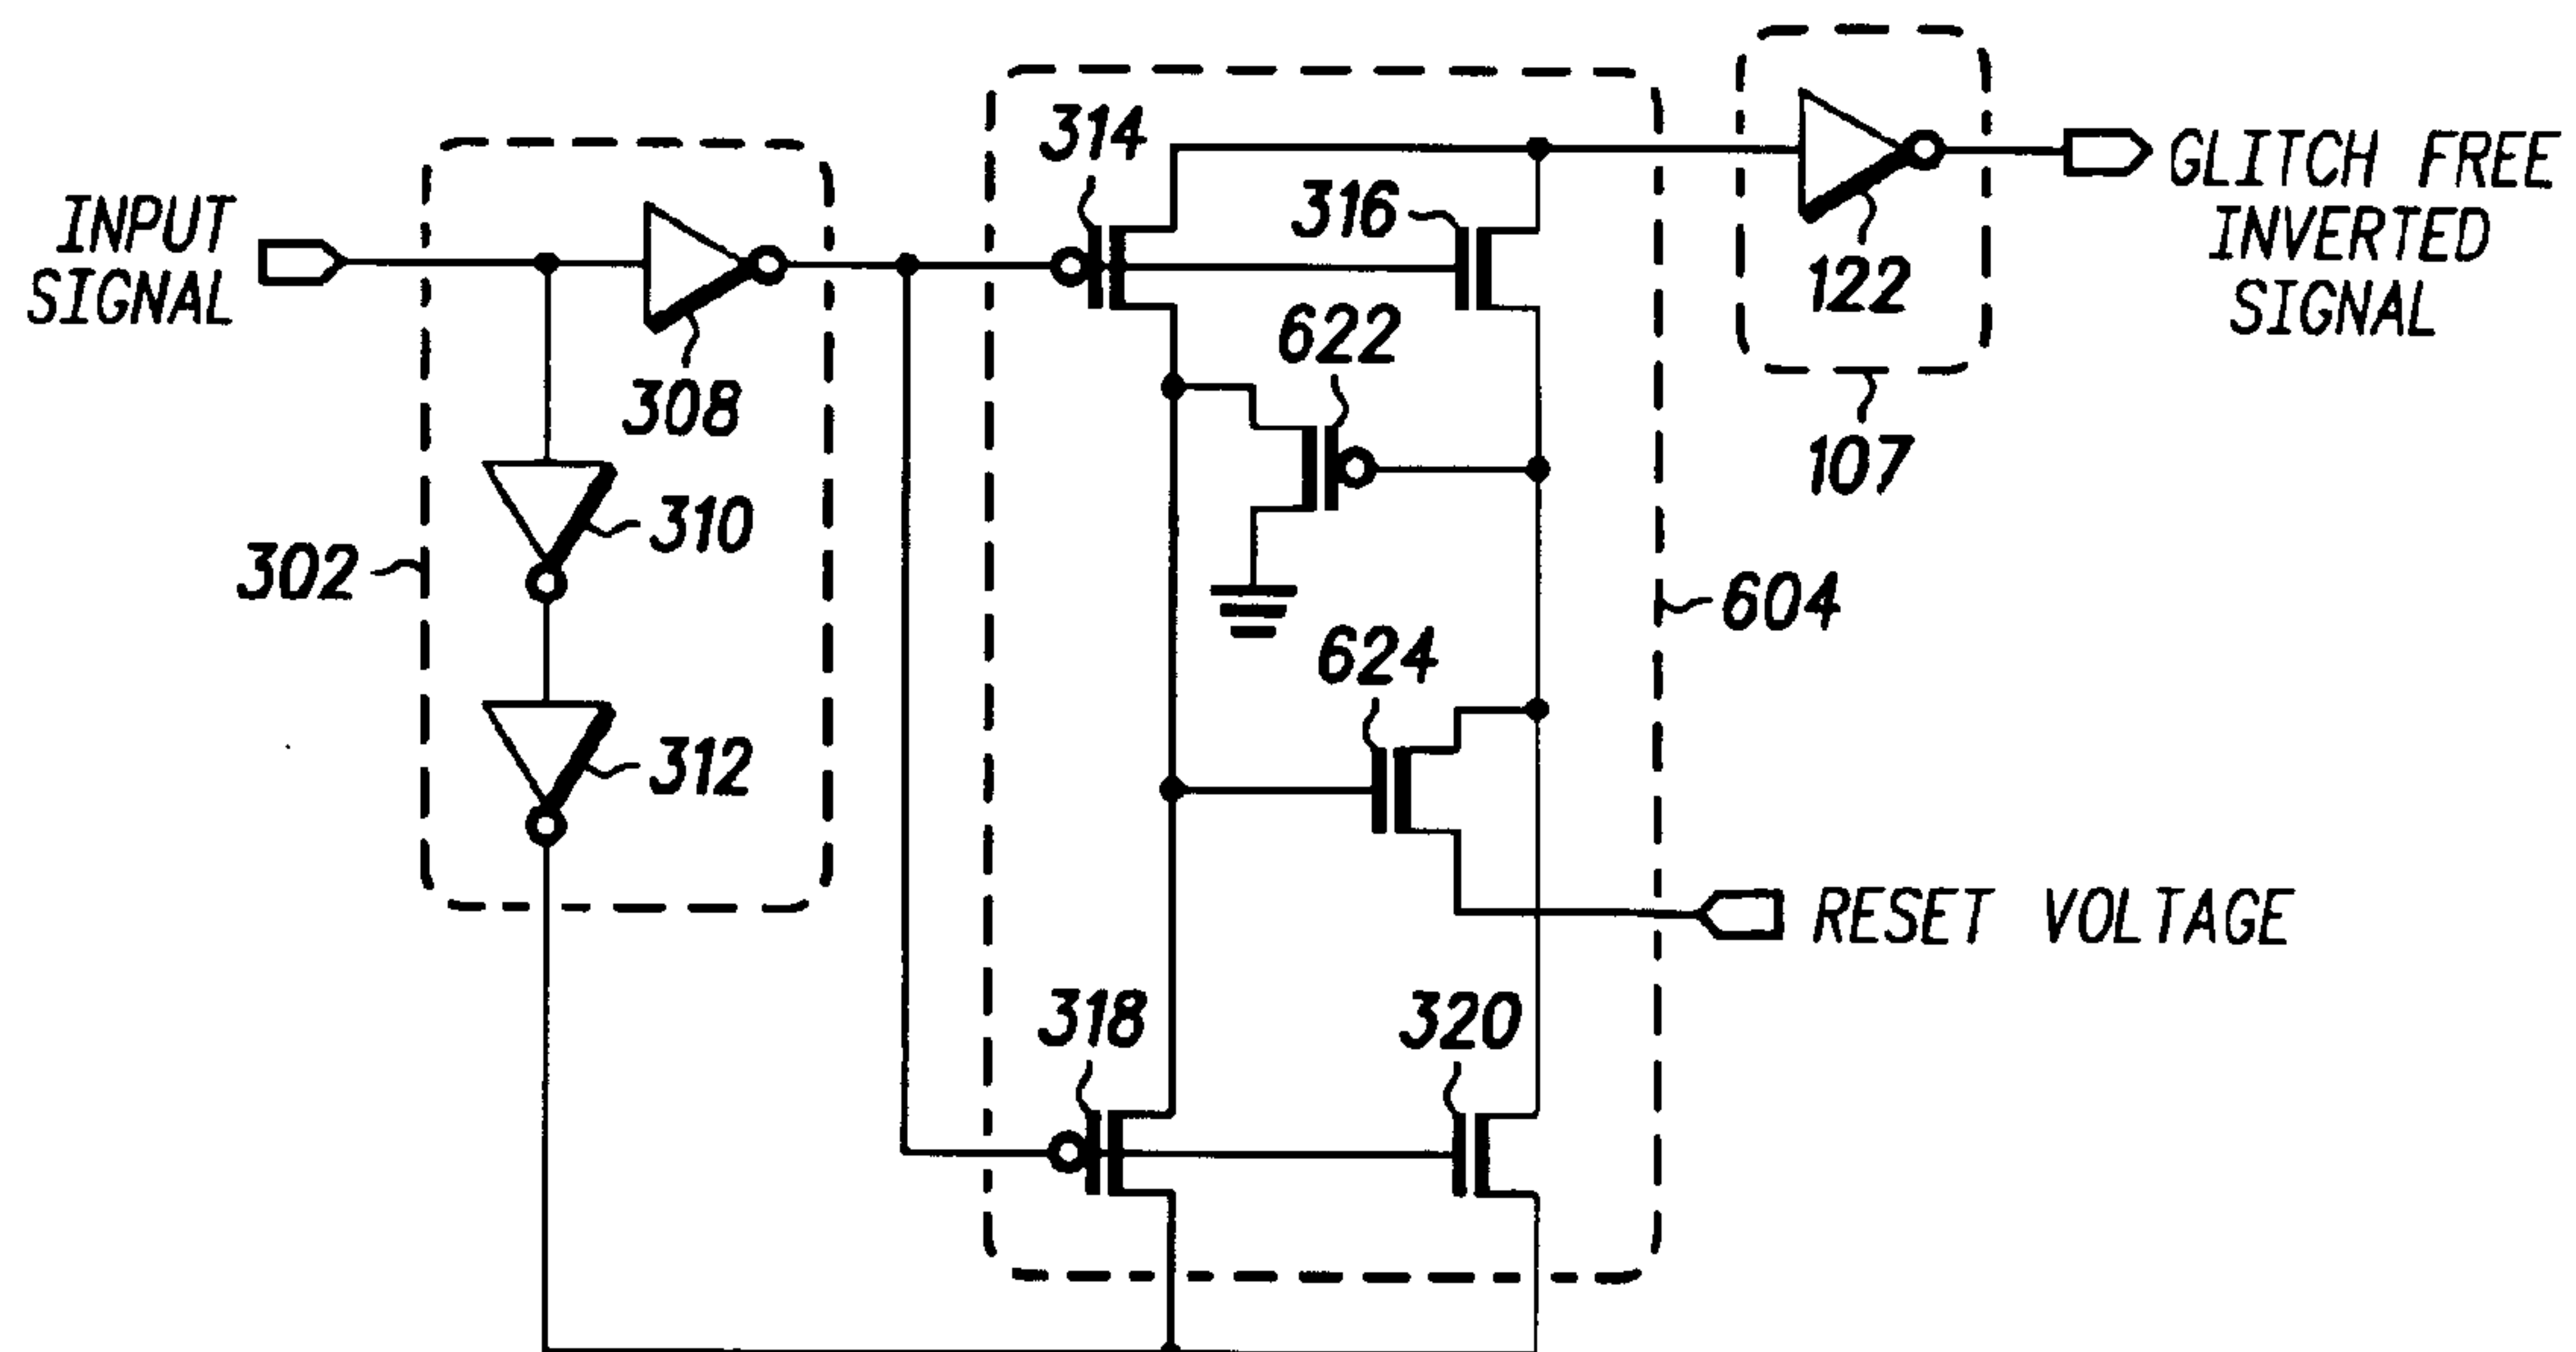 INPUT
SIGNAL
302
308
310
312
314
316
622
624
318
320
604
122
107
GLITCH FREE
INVERTED
SIGNAL
RESET VOLTAGE